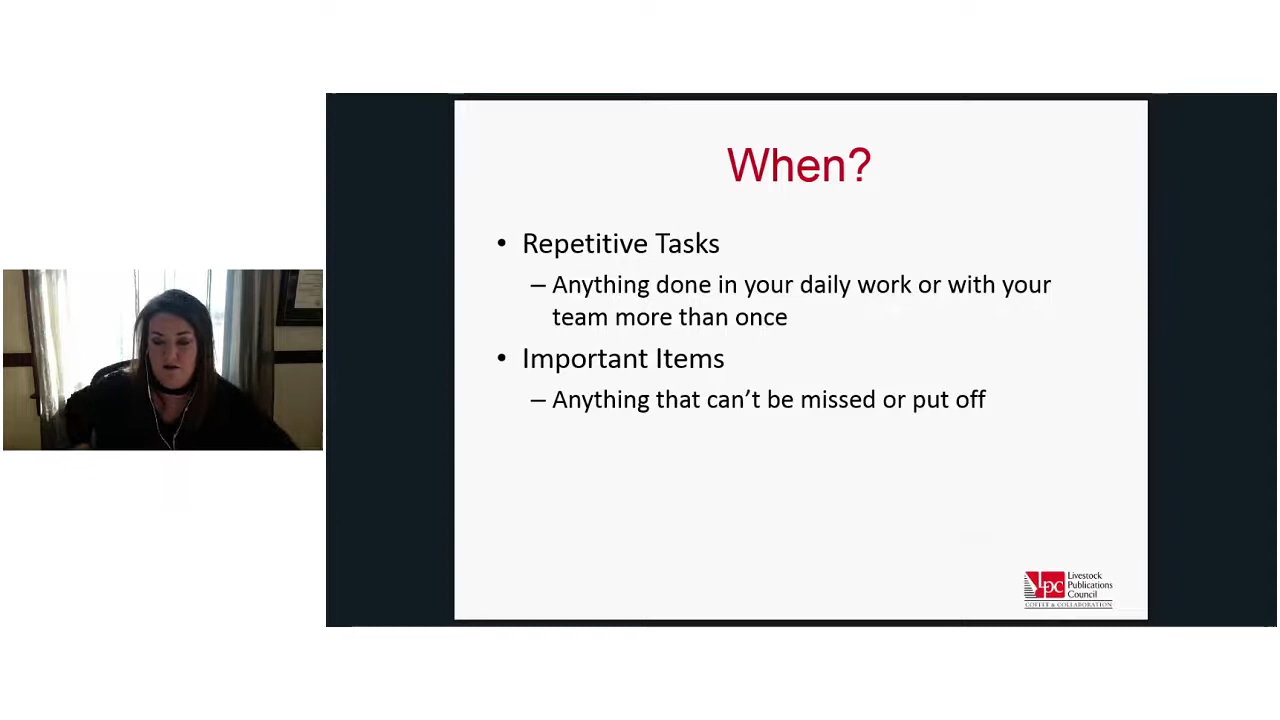 When?
• Repetitive Tasks
– Anything done in your daily work or with your
team more than once
• Important Items
– Anything that can’t be missed or put off
LPC
Livestock
Publications
Council
COFFEE & COLLABORATION